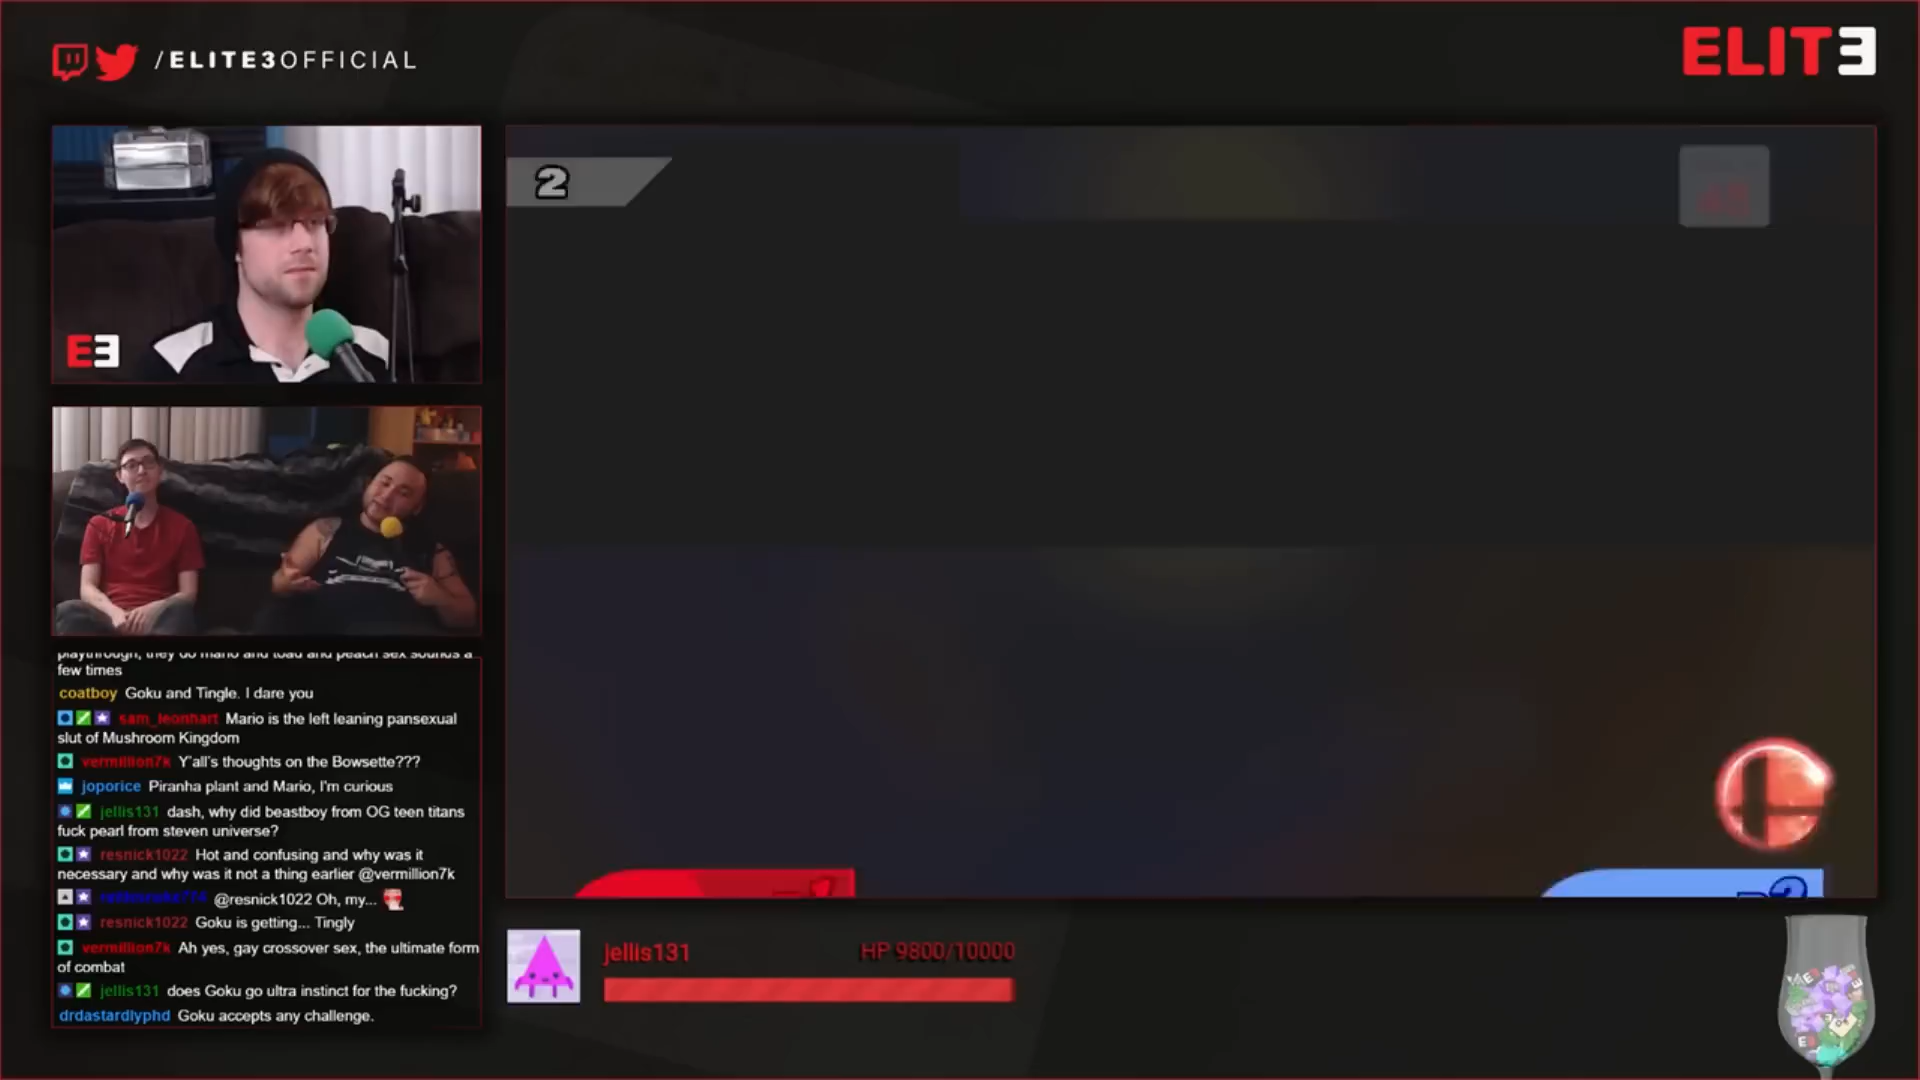 /ELITE3OFFICIAL
ELIT3
2
E3
few times
coatboy Goku and Tingle. I dare you
sam_leonhart Mario is the left leaning pansexual
slut of Mushroom Kingdom
vermillion7k Y'all's thoughts on the Bowsette???
joporice Piranha plant and Mario, I'm curious
jellis131 dash, why did beastboy from OG teen titans
fuck pearl from steven universe?
resnick1022 Hot and confusing and why was it
necessary and why was it not a thing earlier @vermillion7k
@resnick1022 Oh, my...
resnick1022 Goku is getting... Tingly
vermillion7k Ah yes, gay crossover sex, the ultimate form
of combat
jellis131 does Goku go ultra instinct for the fucking?
drdastardlyphd Goku accepts any challenge.
jellis131 HP 9800/10000